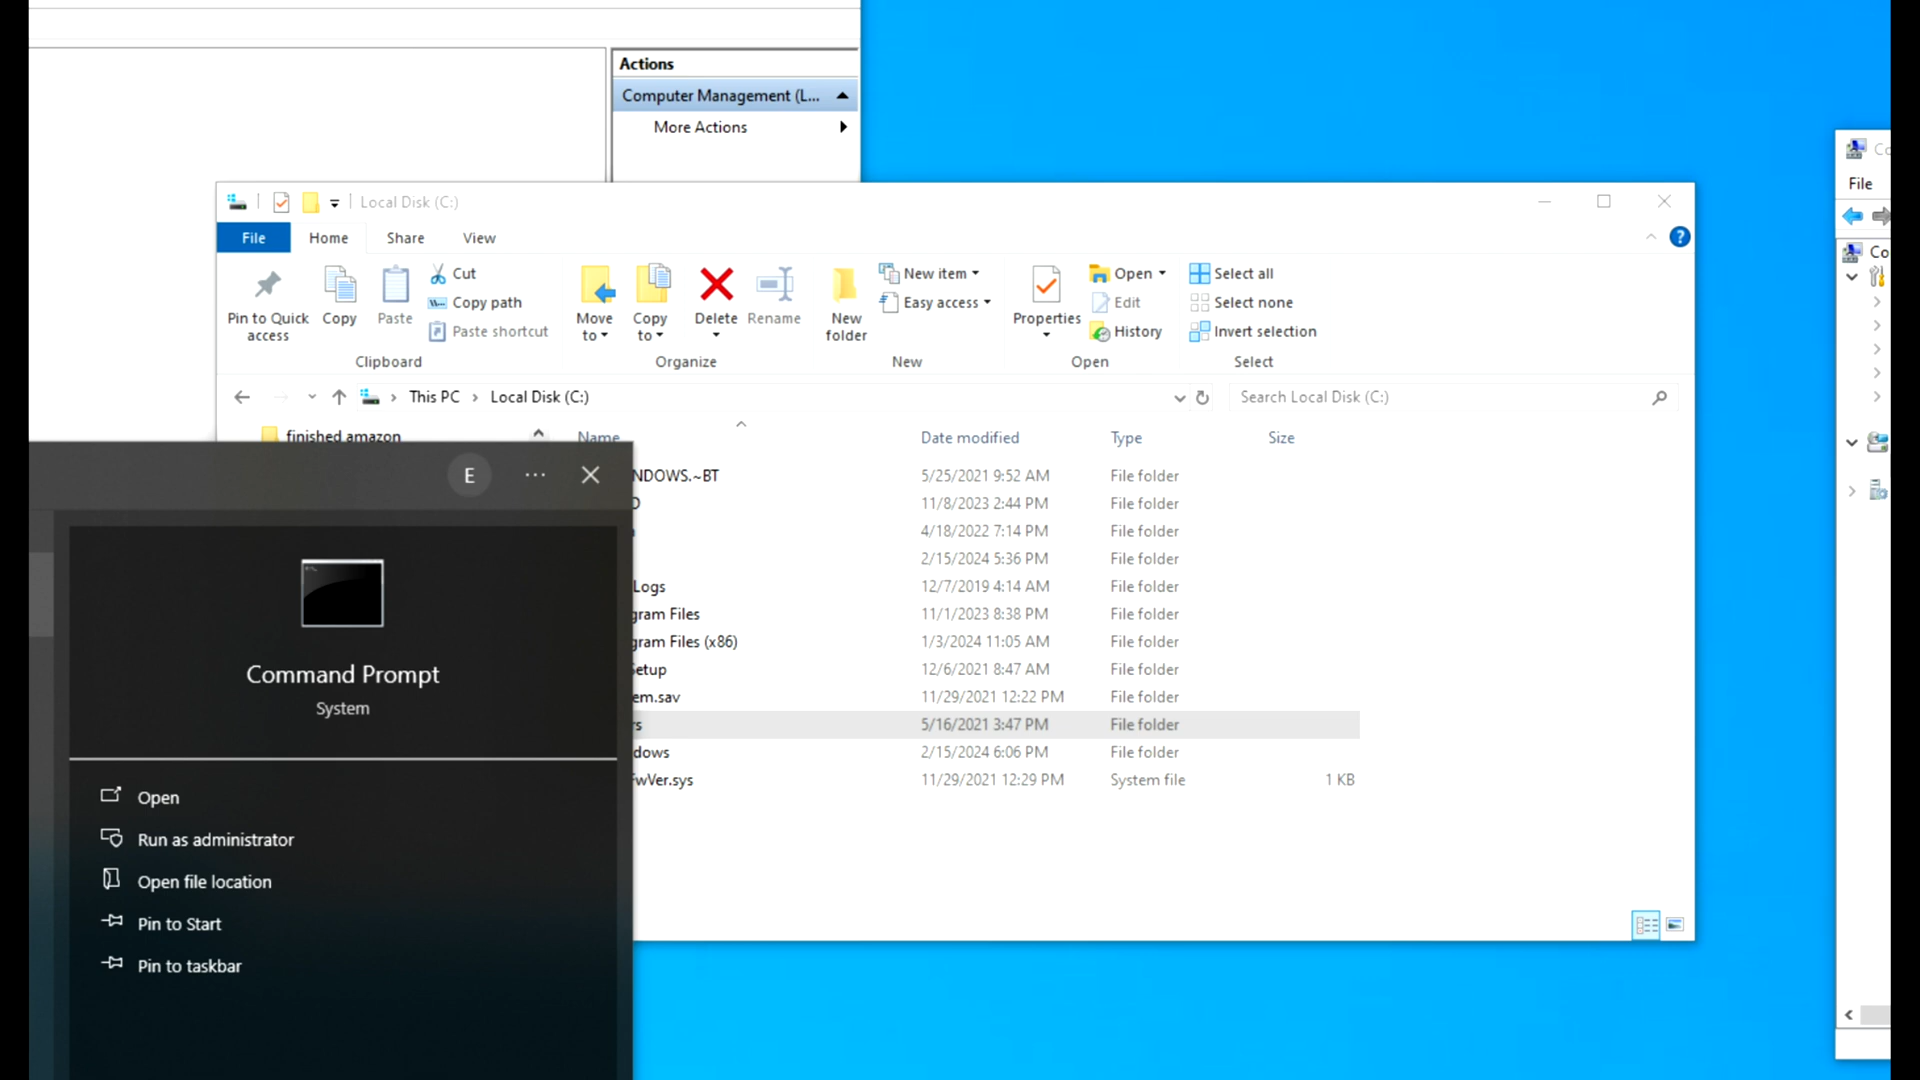 Actions
Computer Management (L...
More Actions
Local Disk (C:)
File Home Share View
Pin to Quick access
Copy
Paste
Cut
Copy path
Paste shortcut
Clipboard
Move to
Copy to
Delete
Rename
Organize
New folder
New item
Easy access
New
Properties
Open
Edit
History
Open
Select all
Select none
Invert selection
Select
This PC > Local Disk (C:)
Search Local Disk (C:)
finished amazon
Name Date modified Type Size
NDOWS.~BT 5/25/2021 9:52 AM File folder
11/8/2023 2:44 PM File folder
4/18/2022 7:14 PM File folder
2/15/2024 5:36 PM File folder
Logs 12/7/2019 4:14 AM File folder
gram Files 11/1/2023 8:38 PM File folder
gram Files (x86) 1/3/2024 11:05 AM File folder
Setup 12/6/2021 8:47 AM File folder
em.sav 11/29/2021 12:22 PM File folder
rs 5/16/2021 3:47 PM File folder
dows 2/15/2024 6:06 PM File folder
FwVer.sys 11/29/2021 12:29 PM System file 1 KB
E
Command Prompt
System
Open
Run as administrator
Open file location
Pin to Start
Pin to taskbar
Co
File
Co